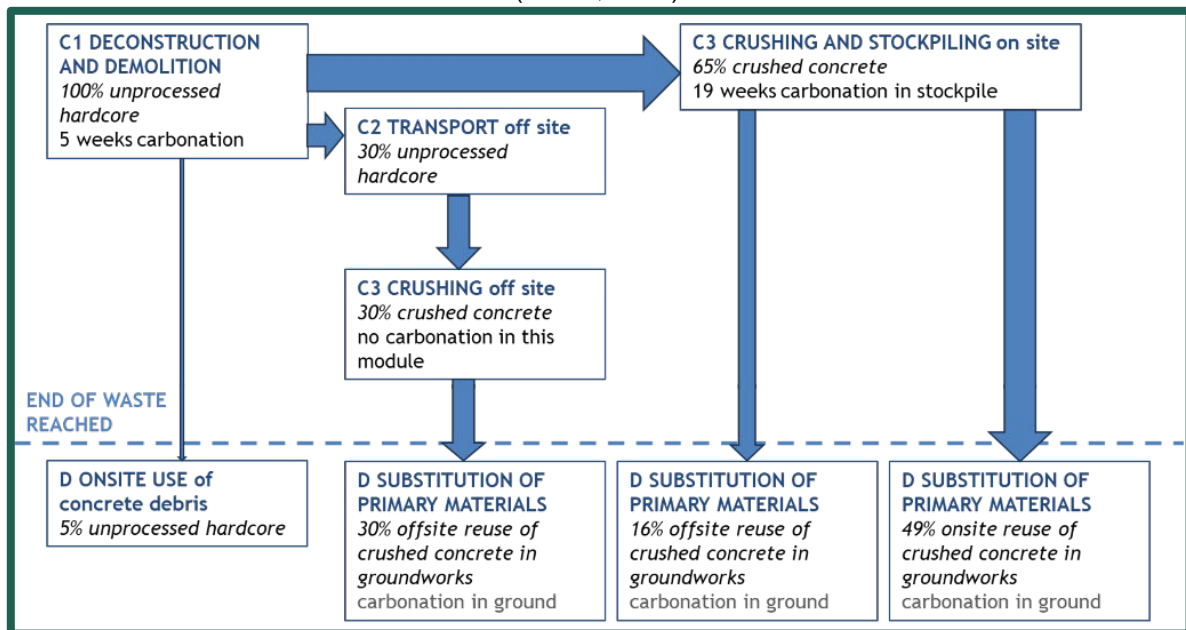 C1 DECONSTRUCTION
AND DEMOLITION
100% unprocessed
hardcore
5 weeks carbonation
C3 CRUSHING AND STOCKPILING on site
65% crushed concrete
19 weeks carbonation in stockpile
C2 TRANSPORT off site
30% unprocessed
hardcore
C3 CRUSHING off site
30% crushed concrete
no carbonation in this
module
END OF WASTE
REACHED
D ONSITE USE of
concrete debris
5% unprocessed hardcore
D SUBSTITUTION OF
PRIMARY MATERIALS
30% offsite reuse of
crushed concrete in
groundworks
carbonation in ground
D SUBSTITUTION OF
PRIMARY MATERIALS
16% offsite reuse of
crushed concrete in
groundworks
carbonation in ground
D SUBSTITUTION OF
PRIMARY MATERIALS
49% onsite reuse of
crushed concrete in
groundworks
carbonation in ground